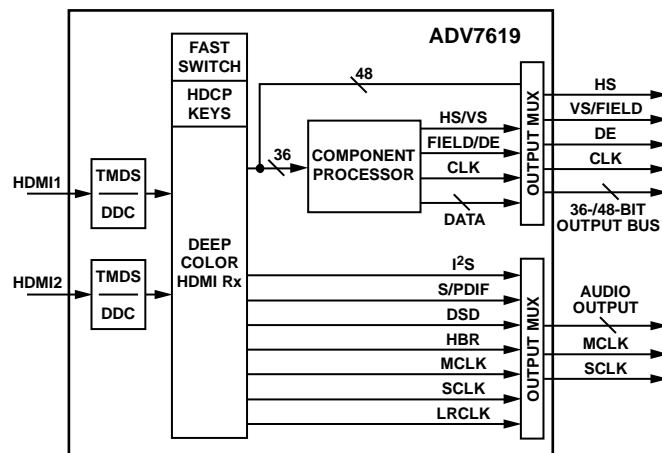 ADV7619
FAST
SWITCH
HDCP
KEYS
DEEP
COLOR
HDMI Rx
HDMI1
TMDS
DDC
HDMI2
TMDS
DDC
48
36
COMPONENT
PROCESSOR
HS/VS
FIELD/DE
CLK
DATA
OUTPUT MUX
HS
VS/FIELD
DE
CLK
36-/48-BIT
OUTPUT BUS
I²S
S/PDIF
DSD
HBR
MCLK
SCLK
LRCLK
OUTPUT MUX
AUDIO
OUTPUT
MCLK
SCLK